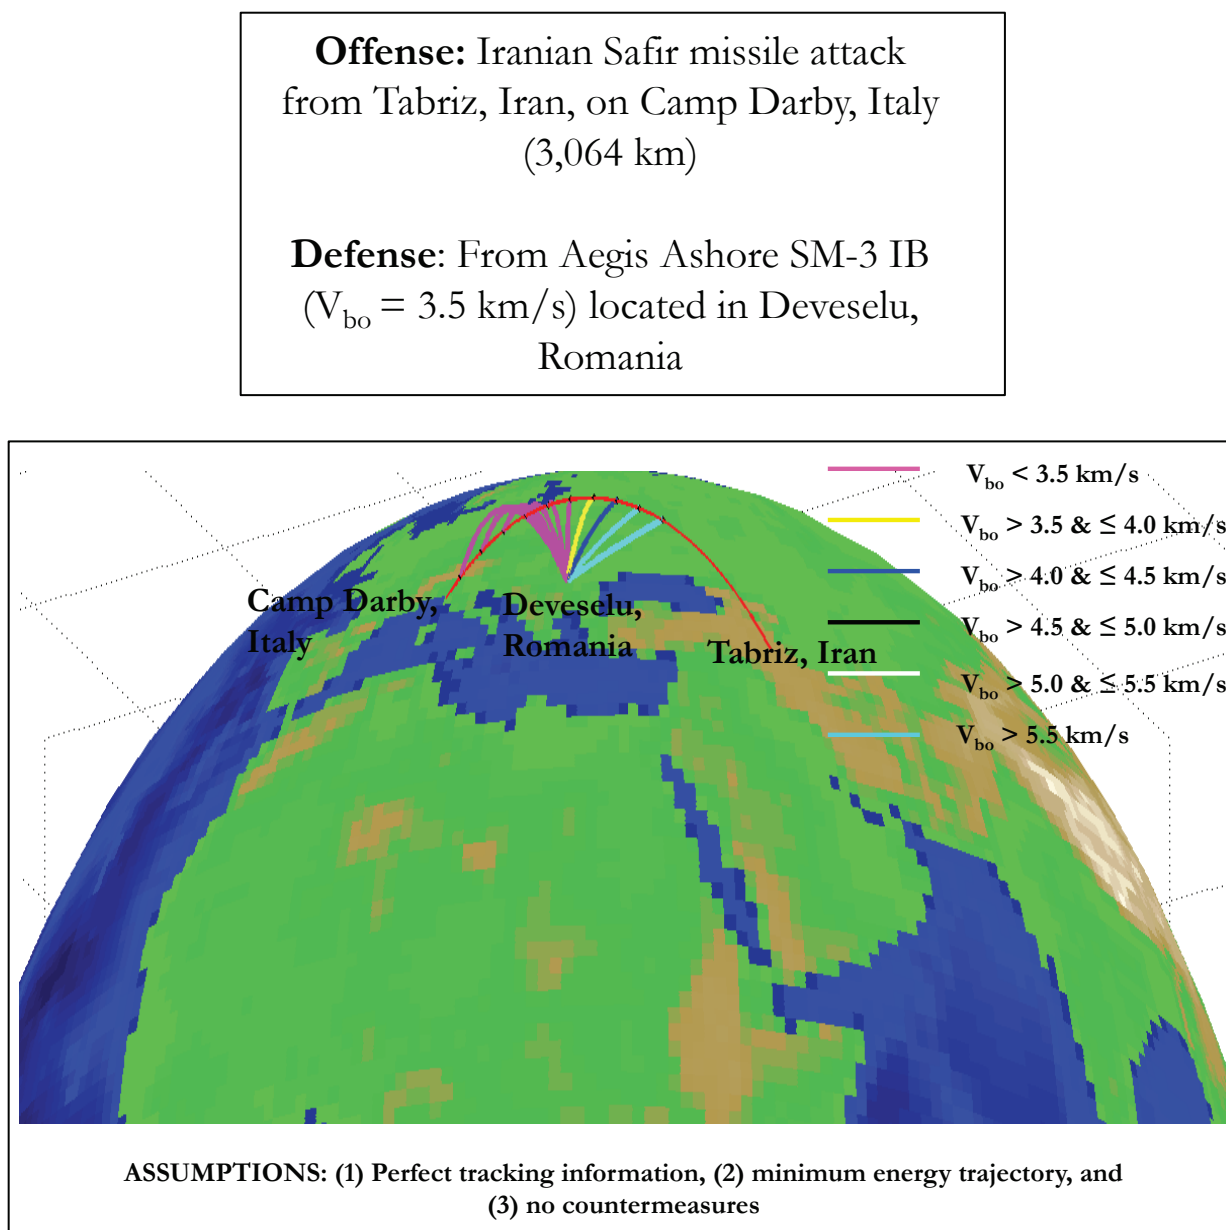 Offense: Iranian Safir missile attack
from Tabriz, Iran, on Camp Darby, Italy
(3,064 km)
Defense: From Aegis Ashore SM-3 IB
(Vbo = 3.5 km/s) located in Deveselu,
Romania
Vbo < 3.5 km/s
Vbo > 3.5 & ≤ 4.0 km/s
Vbo > 4.0 & ≤ 4.5 km/s
Vbo > 4.5 & ≤ 5.0 km/s
Vbo > 5.0 & ≤ 5.5 km/s
Vbo > 5.5 km/s
Camp Darby,
Italy
Deveselu,
Romania
Tabriz, Iran
ASSUMPTIONS: (1) Perfect tracking information, (2) minimum energy trajectory, and
(3) no countermeasures